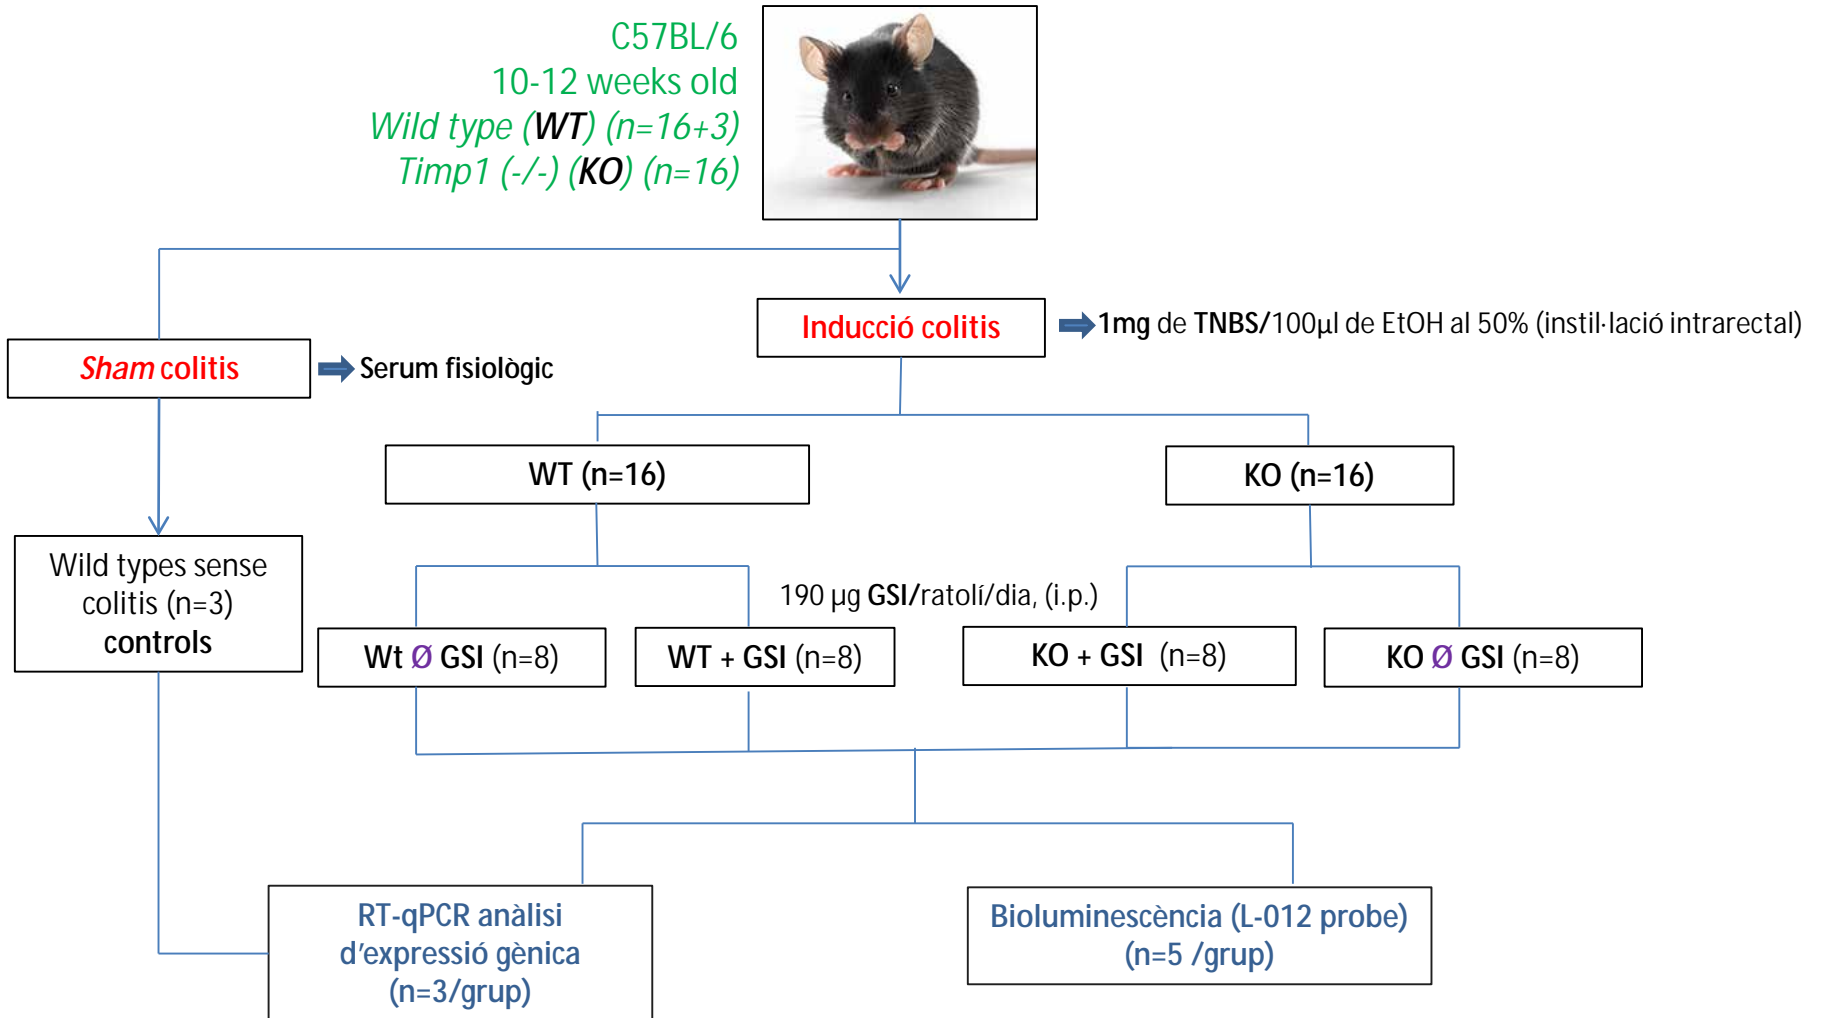 C57BL/6
10-12 weeks old
Wild type (WT) (n=16+3)
Timp1 (-/-) (KO) (n=16)
Inducció colitis
1mg de TNBS/100µl de EtOH al 50% (instil·lació intrarectal)
Sham colitis
Serum fisiològic
WT (n=16)
KO (n=16)
Wild types sense
colitis (n=3)
controls
190 µg GSI/ratolí/dia, (i.p.)
Wt Ø GSI (n=8)
WT + GSI (n=8)
KO + GSI (n=8)
KO Ø GSI (n=8)
RT-qPCR anàlisi
d’expressió gènica
(n=3/grup)
Bioluminescència (L-012 probe)
(n=5 /grup)